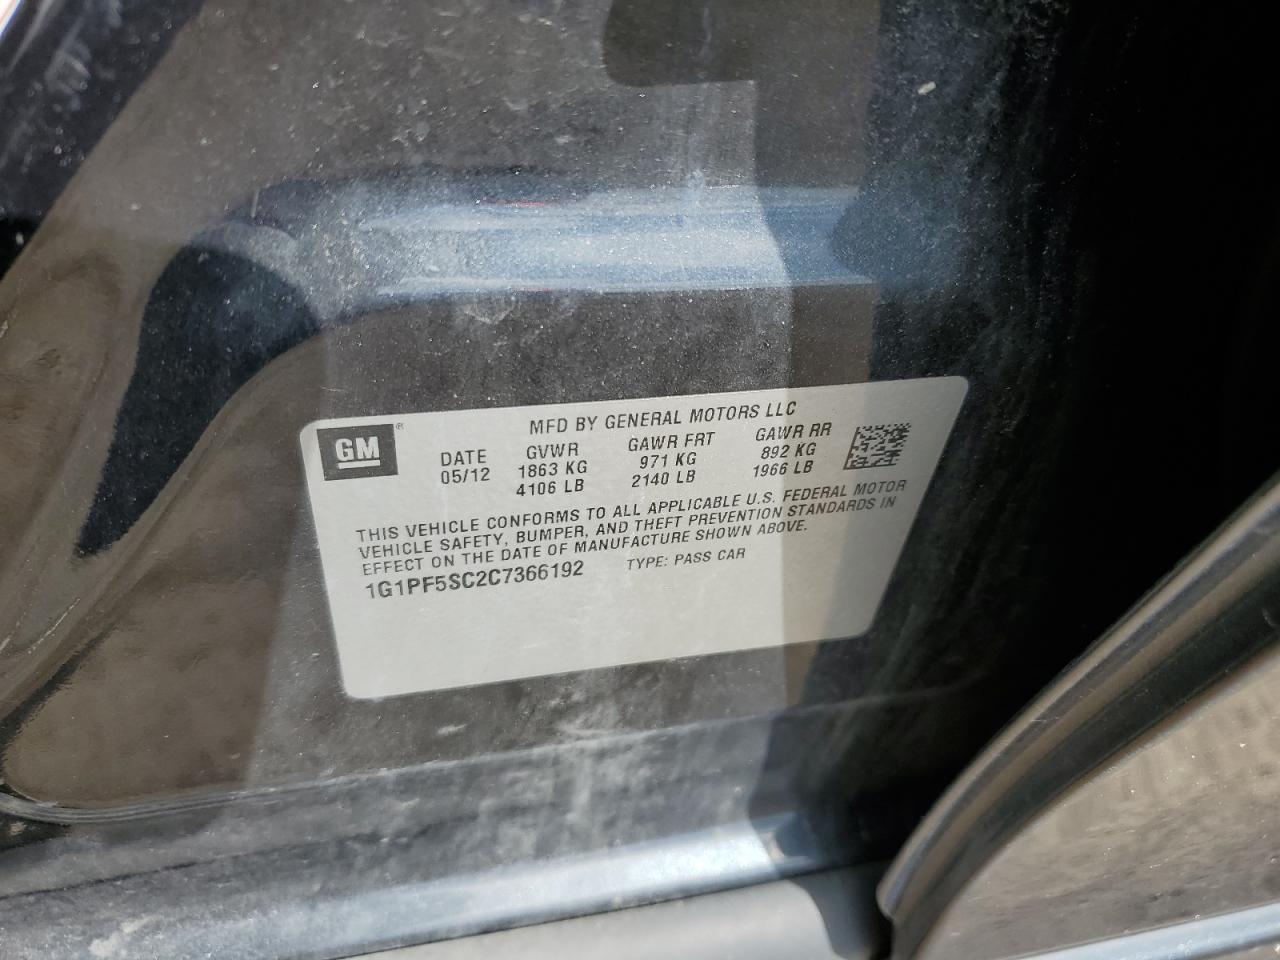 GM®
MFD BY GENERAL MOTORS LLC
DATE GVWR GAWR FRT GAWR RR
05/12 1863 KG 971 KG 892 KG
4106 LB 2140 LB 1966 LB
THIS VEHICLE CONFORMS TO ALL APPLICABLE U.S. FEDERAL MOTOR
VEHICLE SAFETY, BUMPER, AND THEFT PREVENTION STANDARDS IN
EFFECT ON THE DATE OF MANUFACTURE SHOWN ABOVE.
1G1PF5SC2C7366192 TYPE: PASS CAR